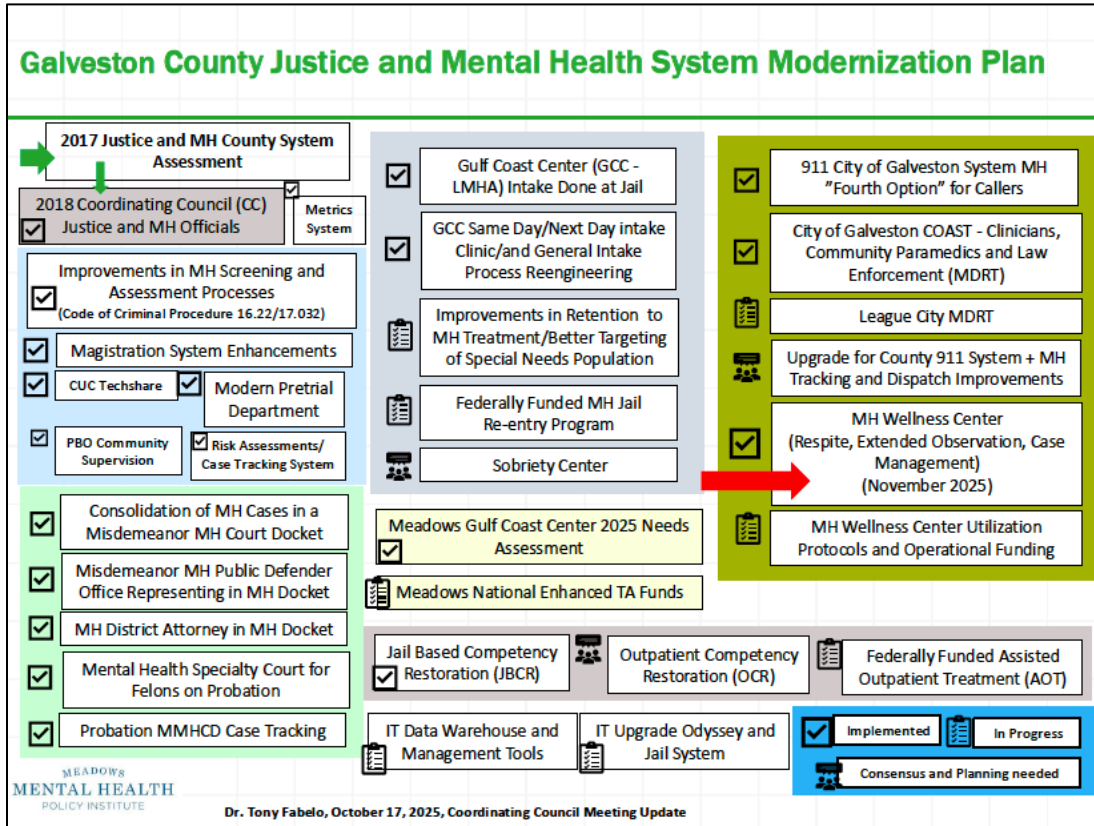 Galveston County Justice and Mental Health System Modernization Plan
2017 Justice and MH County System
Assessment
2018 Coordinating Council (CC)
Justice and MH Officials
Metrics
System
Improvements in MH Screening and
Assessment Processes
(Code of Criminal Procedure 16.22/17.032)
Magistration System Enhancements
CUC Techshare
Modern Pretrial
Department
PBO Community
Supervision
Risk Assessments/
Case Tracking System
Consolidation of MH Cases in a
Misdemeanor MH Court Docket
Misdemeanor MH Public Defender
Office Representing in MH Docket
MH District Attorney in MH Docket
Mental Health Specialty Court for
Felons on Probation
Probation MMHCD Case Tracking
Gulf Coast Center (GCC -
LMHA) Intake Done at Jail
GCC Same Day/Next Day intake
Clinic/and General Intake
Process Reengineering
Improvements in Retention to
MH Treatment/Better Targeting
of Special Needs Population
Federally Funded MH Jail
Re-entry Program
Sobriety Center
Meadows Gulf Coast Center 2025 Needs
Assessment
Meadows National Enhanced TA Funds
911 City of Galveston System MH
"Fourth Option" for Callers
City of Galveston COAST - Clinicians,
Community Paramedics and Law
Enforcement (MDRT)
League City MDRT
Upgrade for County 911 System + MH
Tracking and Dispatch Improvements
MH Wellness Center
(Respite, Extended Observation, Case
Management)
(November 2025)
MH Wellness Center Utilization
Protocols and Operational Funding
Jail Based Competency
Restoration (JBCR)
Outpatient Competency
Restoration (OCR)
Federally Funded Assisted
Outpatient Treatment (AOT)
IT Data Warehouse and
Management Tools
IT Upgrade Odyssey and
Jail System
Implemented
In Progress
Consensus and Planning needed
MEADOWS
MENTAL HEALTH
POLICY INSTITUTE
Dr. Tony Fabelo, October 17, 2025, Coordinating Council Meeting Update